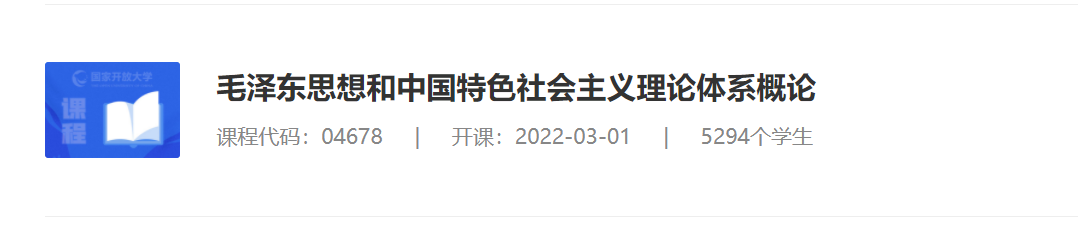 国家开放大学
课程
毛泽东思想和中国特色社会主义理论体系概论
课程代码：04678 | 开课：2022-03-01 | 5294个学生